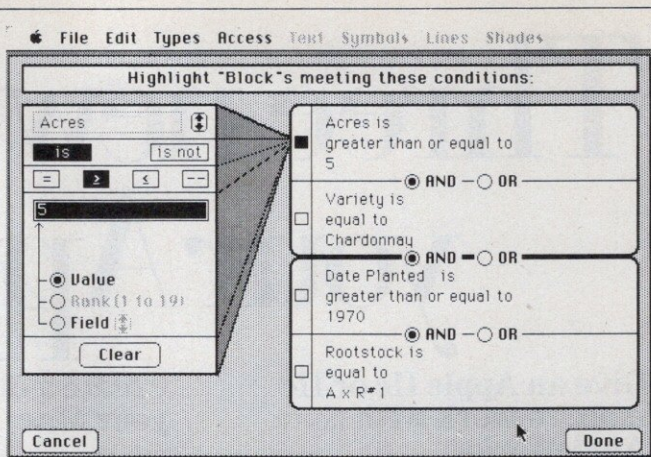 File Edit Types Access Text Symbols Lines Shades
Highlight "Block"s meeting these conditions:
Acres
is is not
= ≥ ≤ --
5
Value
Rank (1 to 19)
Field
Clear
Acres is
greater than or equal to
5
AND OR
Variety is
equal to
Chardonnay
AND OR
Date Planted is
greater than or equal to
1970
AND OR
Rootstock is
equal to
A x R#1
Cancel
Done